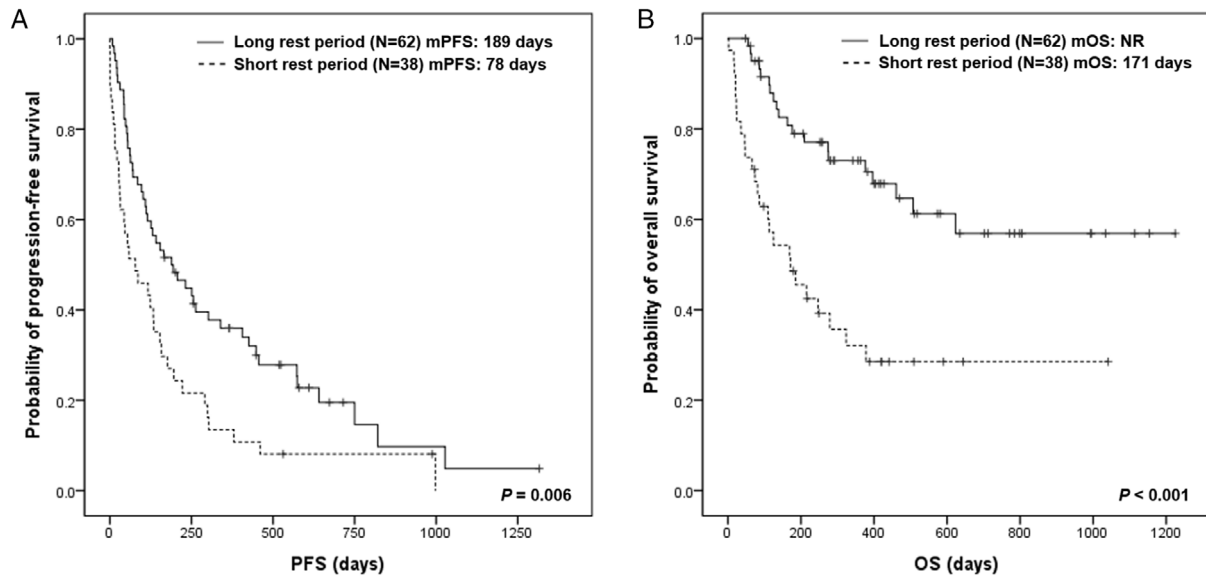 A
Long rest period (N=62) mPFS: 189 days
Short rest period (N=38) mPFS: 78 days
Probability of progression-free survival
1.0
0.8
0.6
0.4
0.2
0.0
P = 0.006
0 250 500 750 1000 1250
PFS (days)
B
Long rest period (N=62) mOS: NR
Short rest period (N=38) mOS: 171 days
Probability of overall survival
1.0
0.8
0.6
0.4
0.2
0.0
P < 0.001
0 200 400 600 800 1000 1200
OS (days)